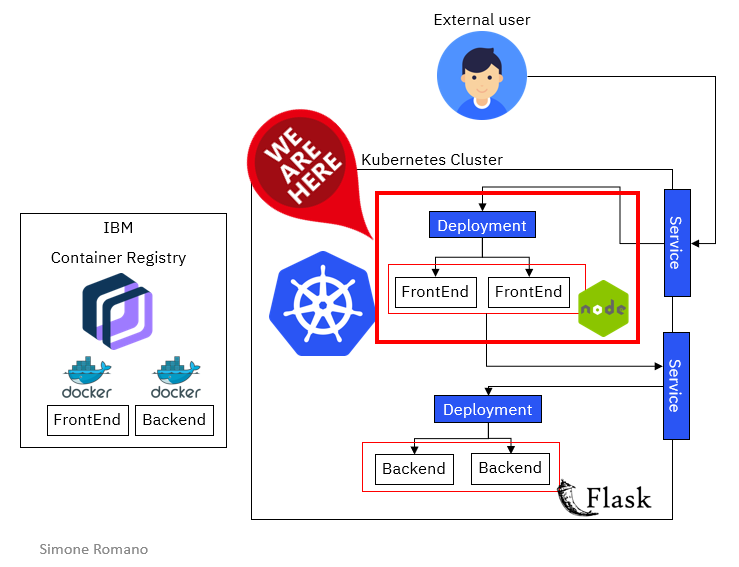 External user
WE
ARE
HERE
Kubernetes Cluster
IBM
Container Registry
docker
docker
FrontEnd
Backend
Deployment
FrontEnd
FrontEnd
node
Service
Service
Deployment
Backend
Backend
Flask
Simone Romano